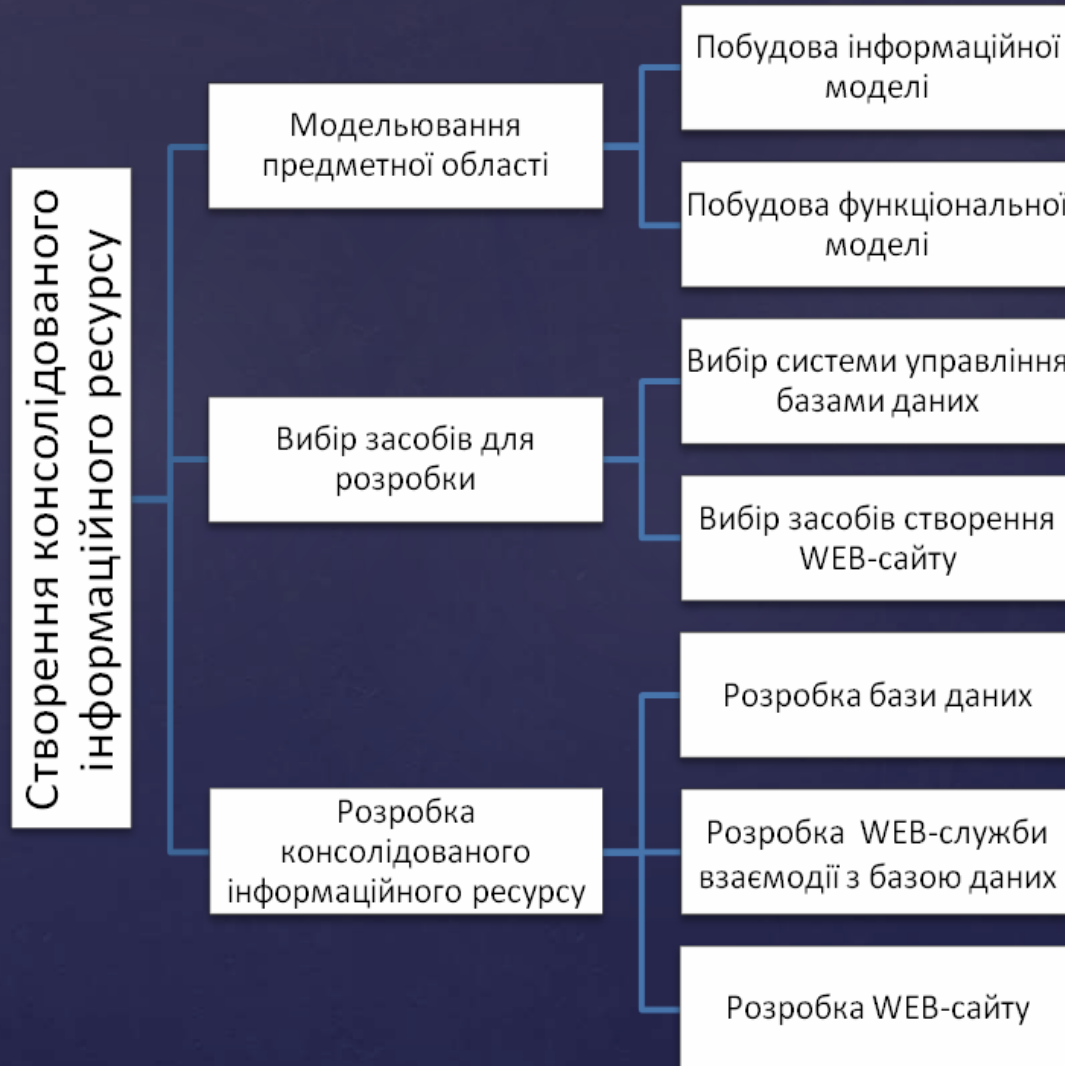 Створення консолідованого
інформаційного ресурсу
Модельювання
предметної області
Побудова інформаційної
моделі
Побудова функціональної
моделі
Вибір засобів для
розробки
Вибір системи управління
базами даних
Вибір засобів створення
WEB-сайту
Розробка
консолідованого
інформаційного ресурсу
Розробка бази даних
Розробка WEB-служби
взаємодії з базою даних
Розробка WEB-сайту